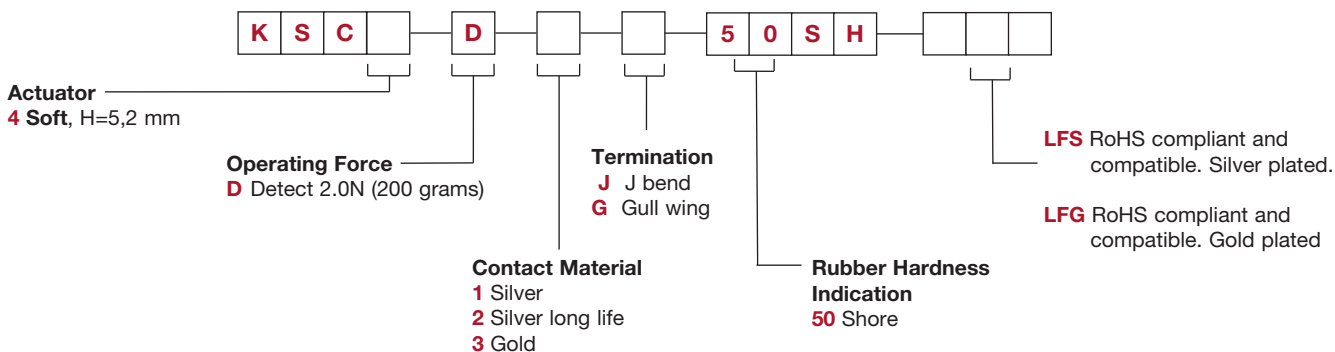 K S C D 5 0 S H
Actuator
4 Soft, H=5,2 mm
Operating Force
D Detect 2.0N (200 grams)
Contact Material
1 Silver
2 Silver long life
3 Gold
Termination
J J bend
G Gull wing
Rubber Hardness
Indication
50 Shore
LFS RoHS compliant and
compatible. Silver plated.
LFG RoHS compliant and
compatible. Gold plated